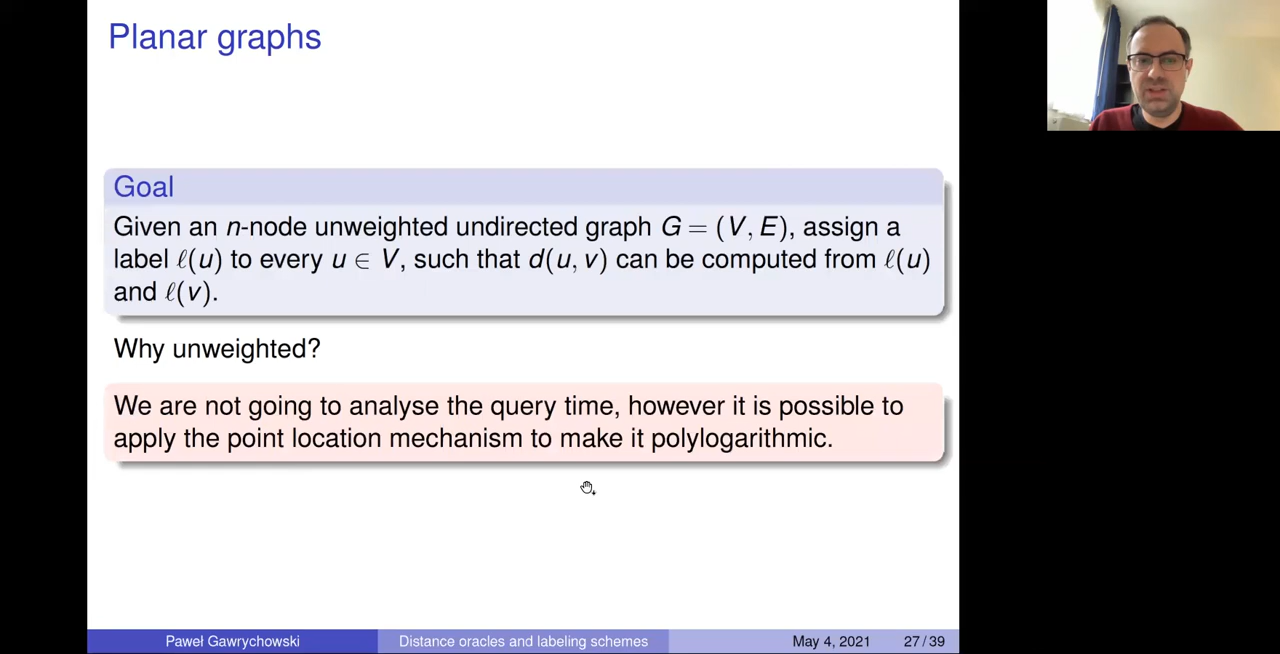 Planar graphs
Goal
Given an n-node unweighted undirected graph G = (V, E), assign a
label ℓ(u) to every u ∈ V, such that d(u, v) can be computed from ℓ(u)
and ℓ(v).
Why unweighted?
We are not going to analyse the query time, however it is possible to
apply the point location mechanism to make it polylogarithmic.
Paweł Gawrychowski
Distance oracles and labeling schemes
May 4, 2021
27/39